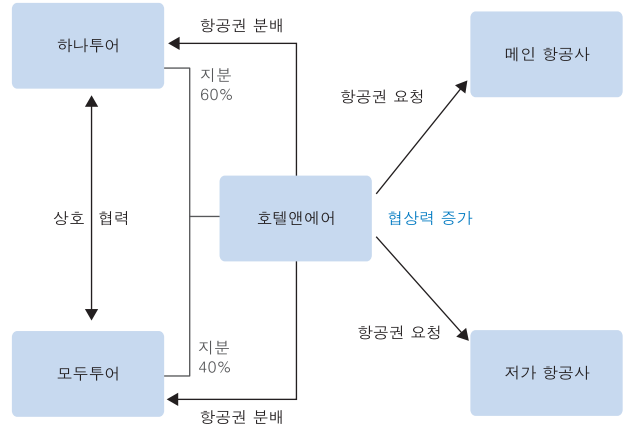 항공권 분배
하나투어
메인 항공사
지분
60%
항공권 요청
상호 협력
호텔앤에어
협상력 증가
항공권 요청
지분
40%
모두투어
저가 항공사
항공권 분배